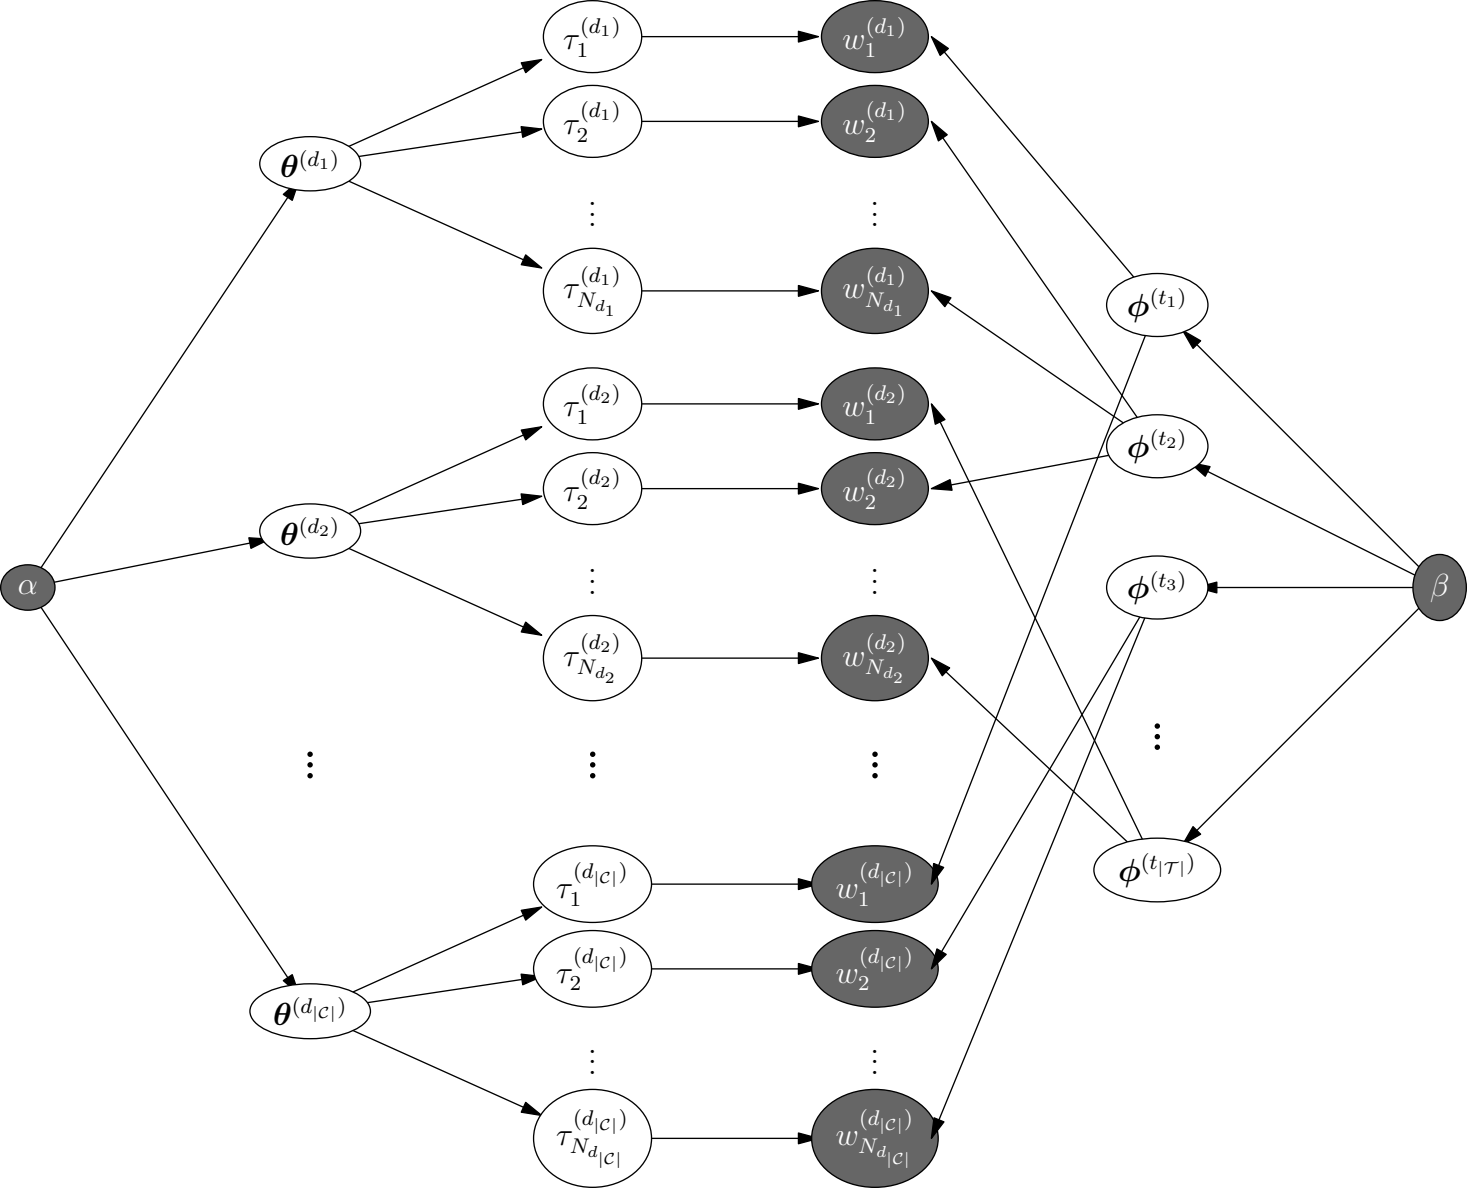 τ_1^{(d_1)} w_1^{(d_1)}
τ_2^{(d_1)} w_2^{(d_1)}
θ^{(d_1)}
⋮ ⋮
τ_{N_{d_1}}^{(d_1)} w_{N_{d_1}}^{(d_1)} ϕ^{(t_1)}
τ_1^{(d_2)} w_1^{(d_2)}
ϕ^{(t_2)}
τ_2^{(d_2)} w_2^{(d_2)}
θ^{(d_2)}
α ⋮ ⋮ ϕ^{(t_3)} β
τ_{N_{d_2}}^{(d_2)} w_{N_{d_2}}^{(d_2)}
⋮ ⋮ ⋮ ⋮
τ_1^{(d_{|𝒞|})} w_1^{(d_{|𝒞|})} ϕ^{(t_{|𝒯|})}
τ_2^{(d_{|𝒞|})} w_2^{(d_{|𝒞|})}
θ^{(d_{|𝒞|})}
⋮ ⋮
τ_{N_{d_{|𝒞|}}}^{(d_{|𝒞|})} w_{N_{d_{|𝒞|}}}^{(d_{|𝒞|})}